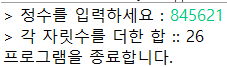 > 정수를 입력하세요 : 845621
> 각 자릿수를 더한 합 :: 26
프로그램을 종료합니다.